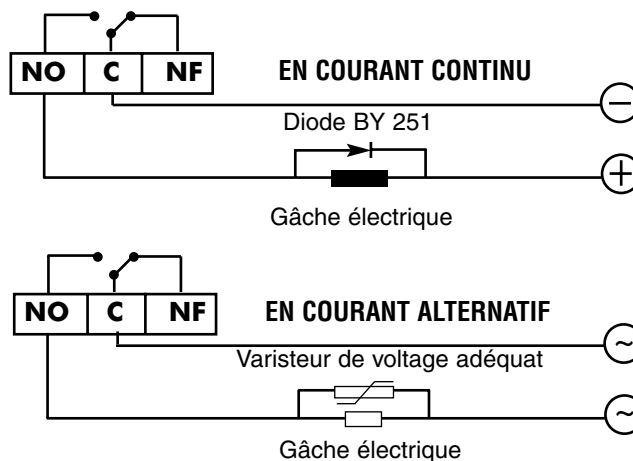 NO C NF
EN COURANT CONTINU
−
Diode BY 251
+
Gâche électrique
NO C NF
EN COURANT ALTERNATIF
~
Varisteur de voltage adéquat
~
Gâche électrique